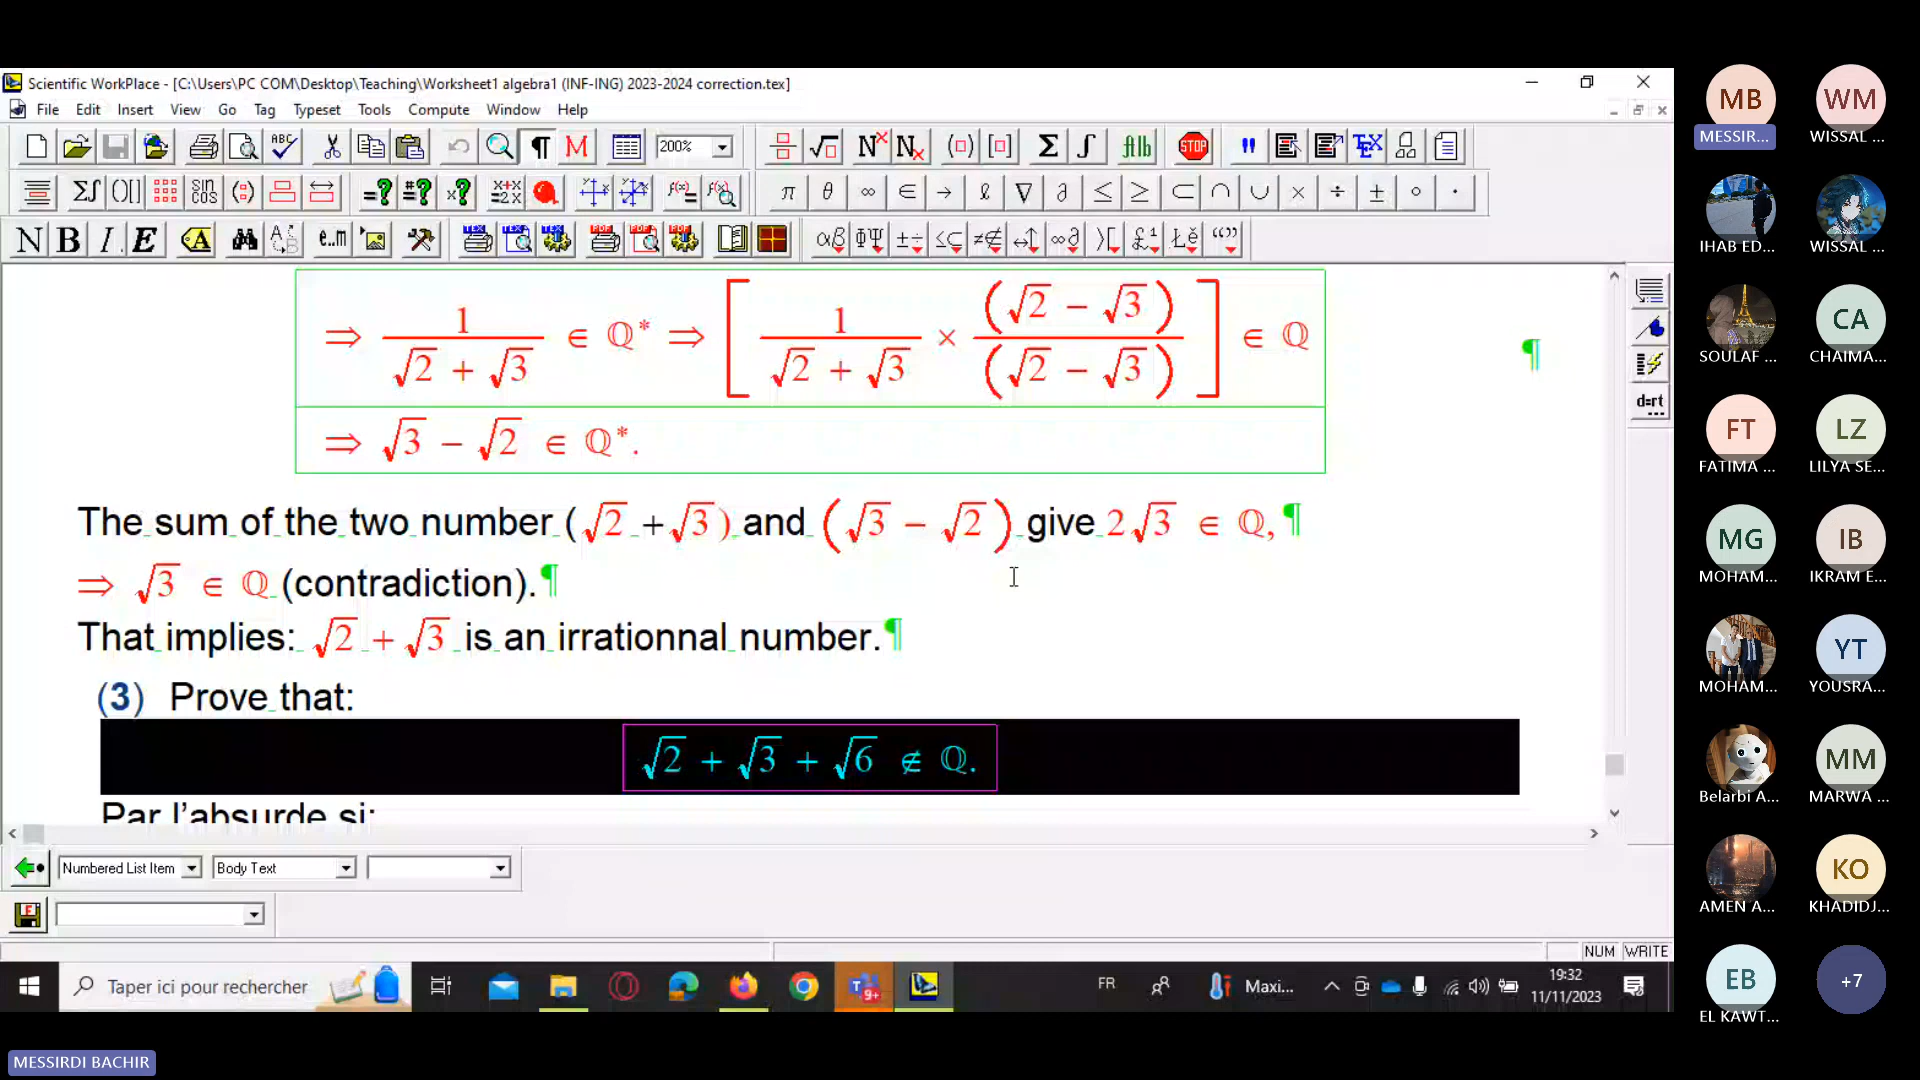 Scientific WorkPlace - [C:\Users\PC COM\Desktop\Teaching\Worksheet1 algebra1 (INF-ING) 2023-2024 correction.tex]
File Edit Insert View Go Tag Typeset Tools Compute Window Help
200%
STOP
N B I E
⇒ 1/(√2 + √3) ∈ ℚ* ⇒ [ 1/(√2 + √3) × (√2 − √3)/(√2 − √3) ] ∈ ℚ ¶
⇒ √3 − √2 ∈ ℚ*.
The sum of the two number (√2 +√3) and (√3 − √2) give 2√3 ∈ ℚ,¶
⇒ √3 ∈ ℚ (contradiction).¶
That implies: √2 + √3 is an irrationnal number.¶
(3) Prove that:
√2 + √3 + √6 ∉ ℚ.
Par l'absurde si:
Numbered List Item Body Text
NUM WRITE
Taper ici pour rechercher
9+
FR
Maxi...
19:32
11/11/2023
MESSIRDI BACHIR
MB WM
MESSIR... WISSAL ...
IHAB ED... WISSAL ...
CA
SOULAF ... CHAIMA...
FT LZ
FATIMA ... LILYA SE...
MG IB
MOHAM... IKRAM E...
YT
MOHAM... YOUSRA...
MM
Belarbi A... MARWA ...
KO
AMEN A... KHADIDJ...
EB +7
EL KAWT...